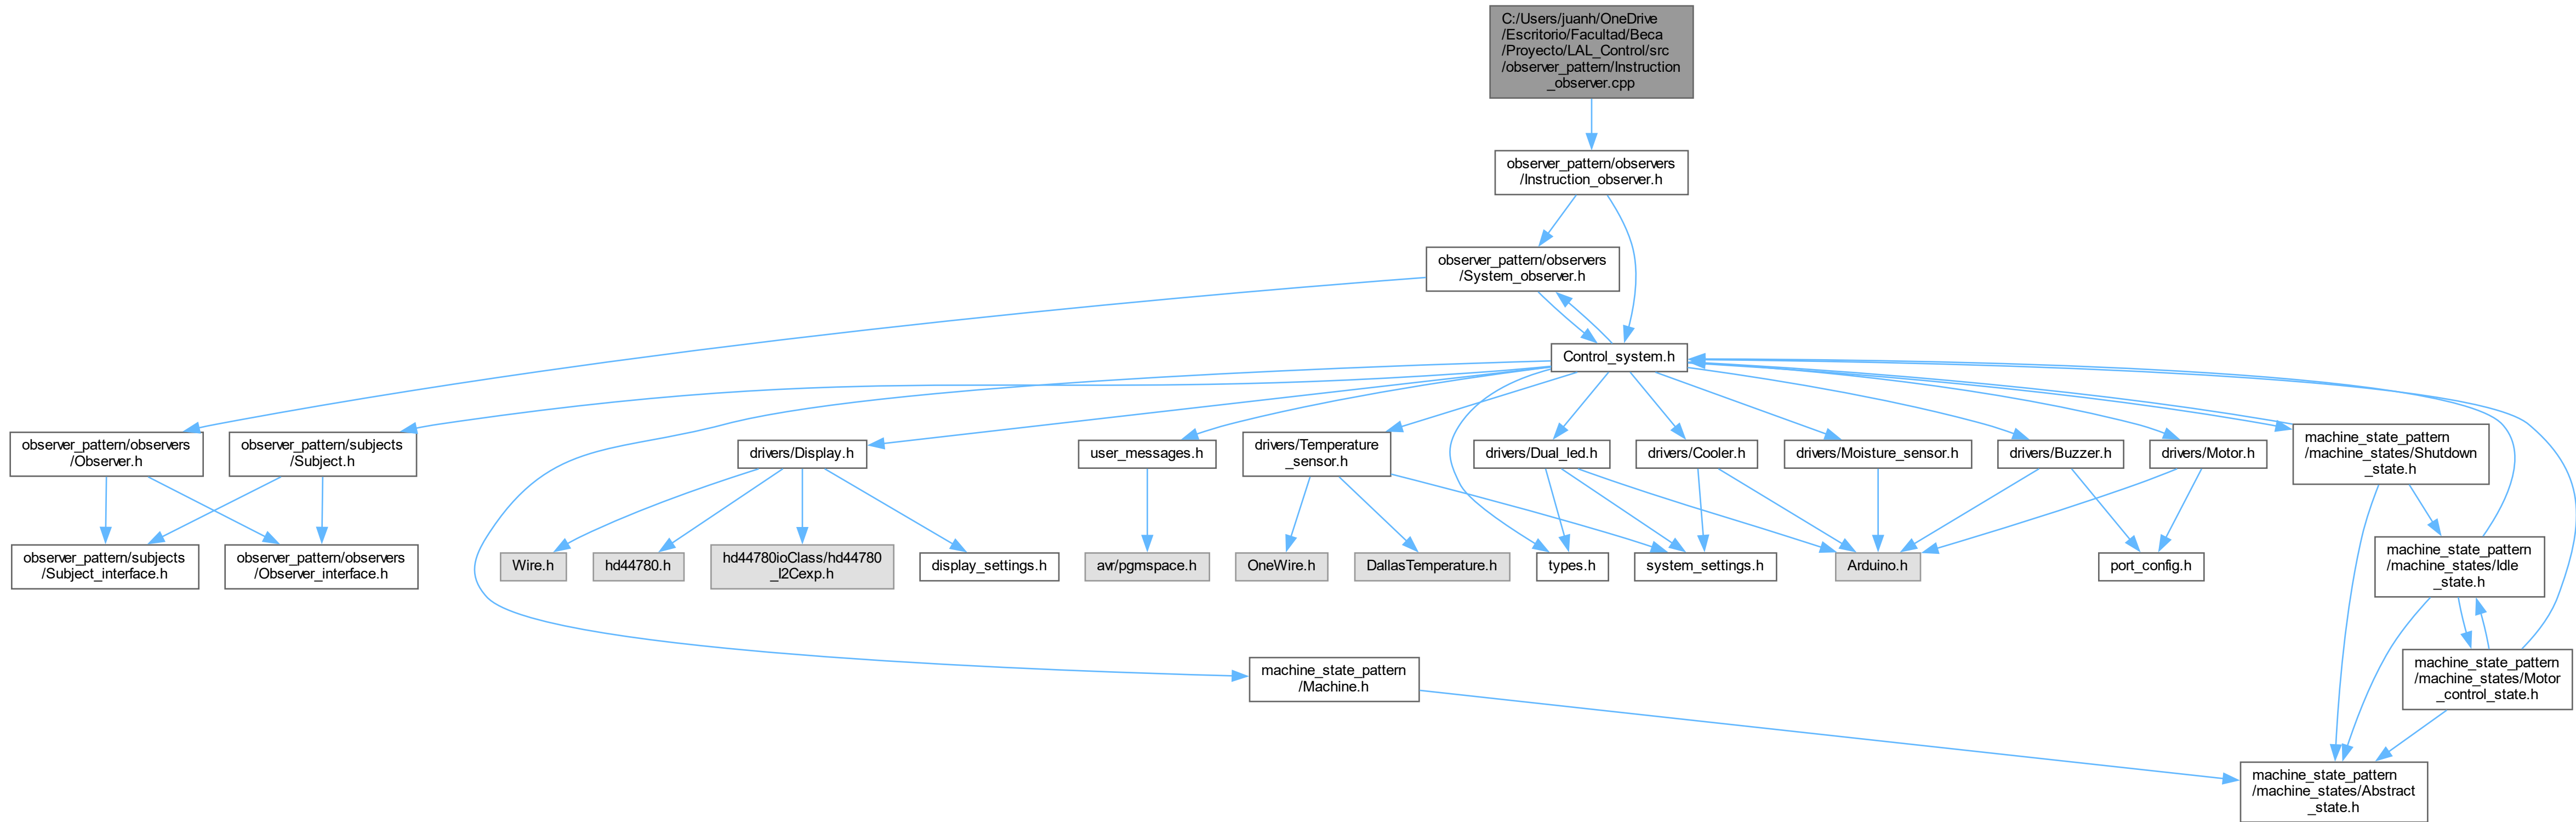 C:/Users/juanh/OneDrive
/Escritorio/Facultad/Beca
/Proyecto/LAL_Control/src
/observer_pattern/Instruction
_observer.cpp
observer_pattern/observers
/Instruction_observer.h
observer_pattern/observers
/System_observer.h
Control_system.h
observer_pattern/observers
/Observer.h
observer_pattern/subjects
/Subject.h
drivers/Display.h
user_messages.h
drivers/Temperature
_sensor.h
drivers/Dual_led.h
drivers/Cooler.h
drivers/Moisture_sensor.h
drivers/Buzzer.h
drivers/Motor.h
machine_state_pattern
/machine_states/Shutdown
_state.h
observer_pattern/subjects
/Subject_interface.h
observer_pattern/observers
/Observer_interface.h
Wire.h
hd44780.h
hd44780ioClass/hd44780
_I2Cexp.h
display_settings.h
avr/pgmspace.h
OneWire.h
DallasTemperature.h
types.h
system_settings.h
Arduino.h
port_config.h
machine_state_pattern
/machine_states/Idle
_state.h
machine_state_pattern
/Machine.h
machine_state_pattern
/machine_states/Motor
_control_state.h
machine_state_pattern
/machine_states/Abstract
_state.h